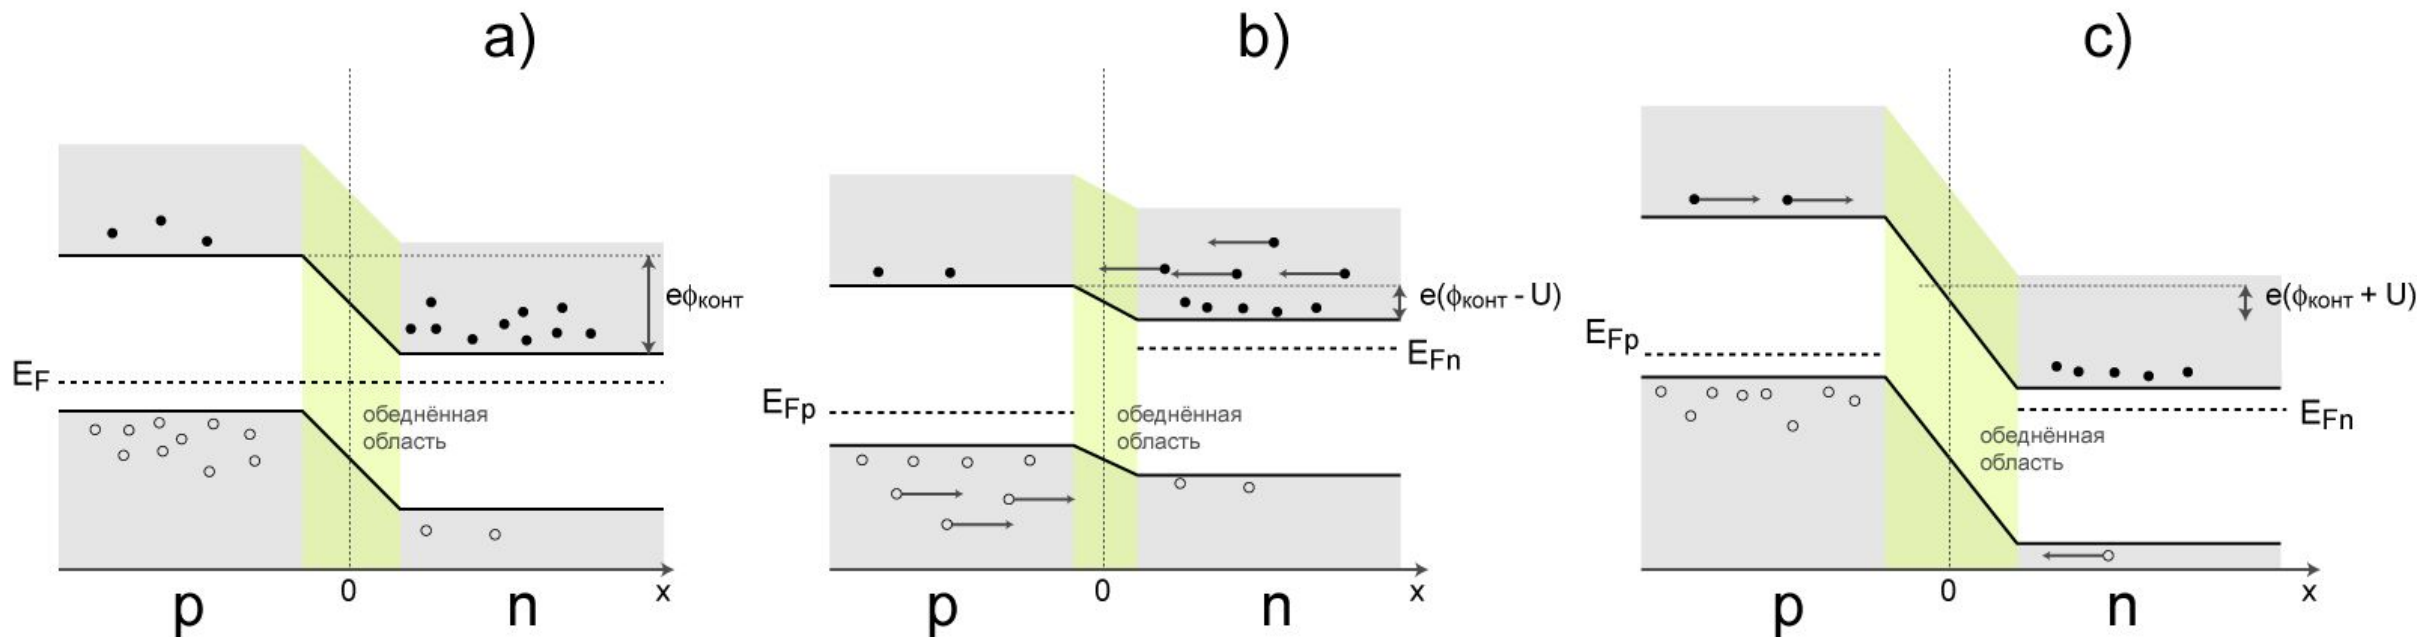 a)
eφконт
EF
обеднённая
область
0
x
p
n
b)
e(φконт - U)
EFn
EFp
обеднённая
область
0
x
p
n
c)
e(φконт + U)
EFp
EFn
обеднённая
область
0
x
p
n